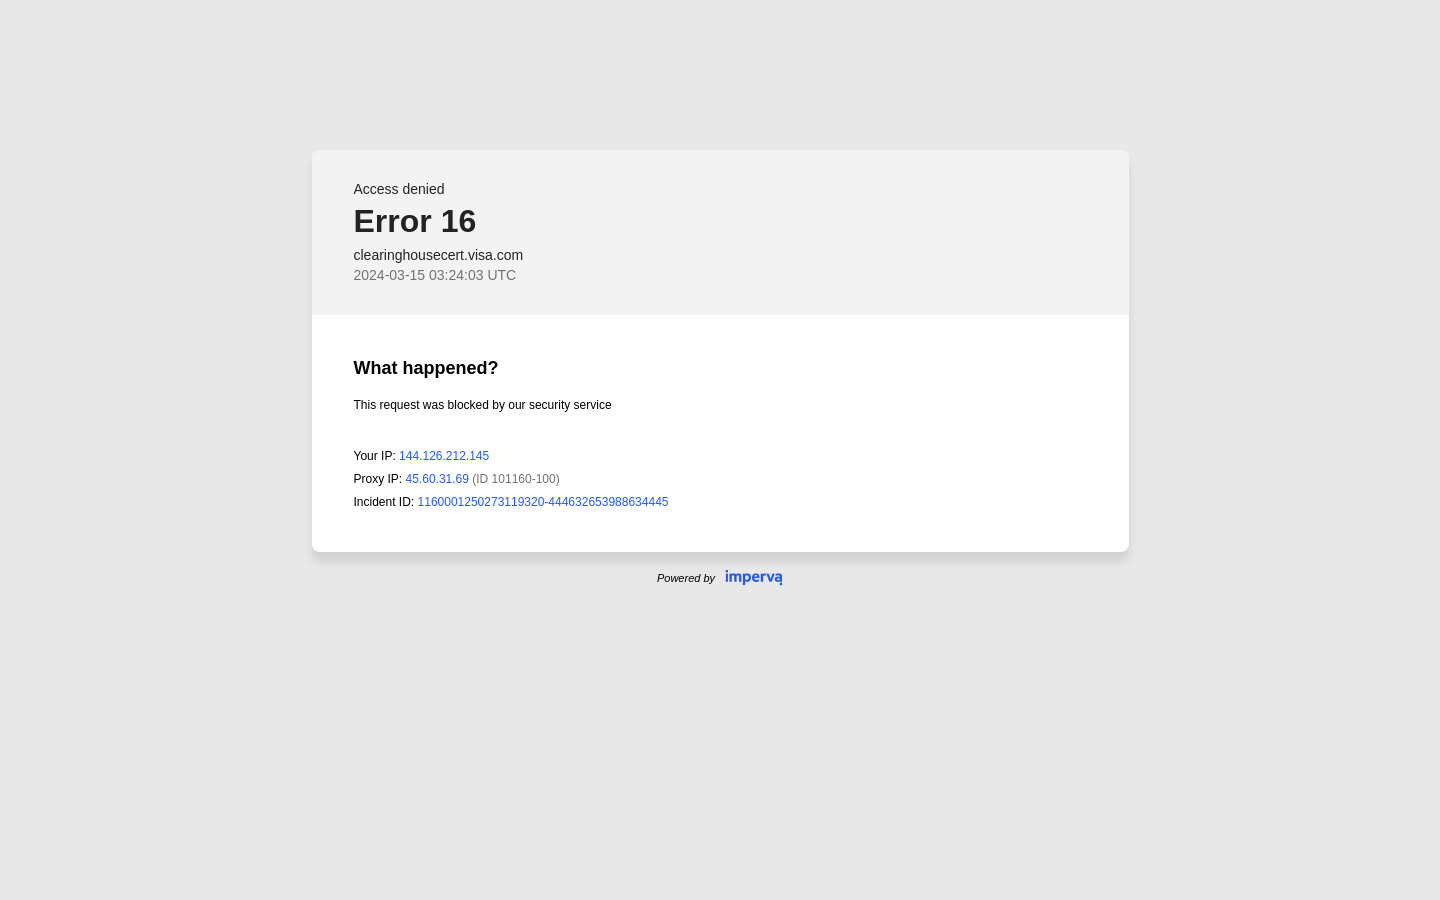 Access denied
Error 16
clearinghousecert.visa.com
2024-03-15 03:24:03 UTC
What happened?
This request was blocked by our security service
Your IP: 144.126.212.145
Proxy IP: 45.60.31.69 (ID 101160-100)
Incident ID: 1160001250273119320-444632653988634445
Powered by imperva